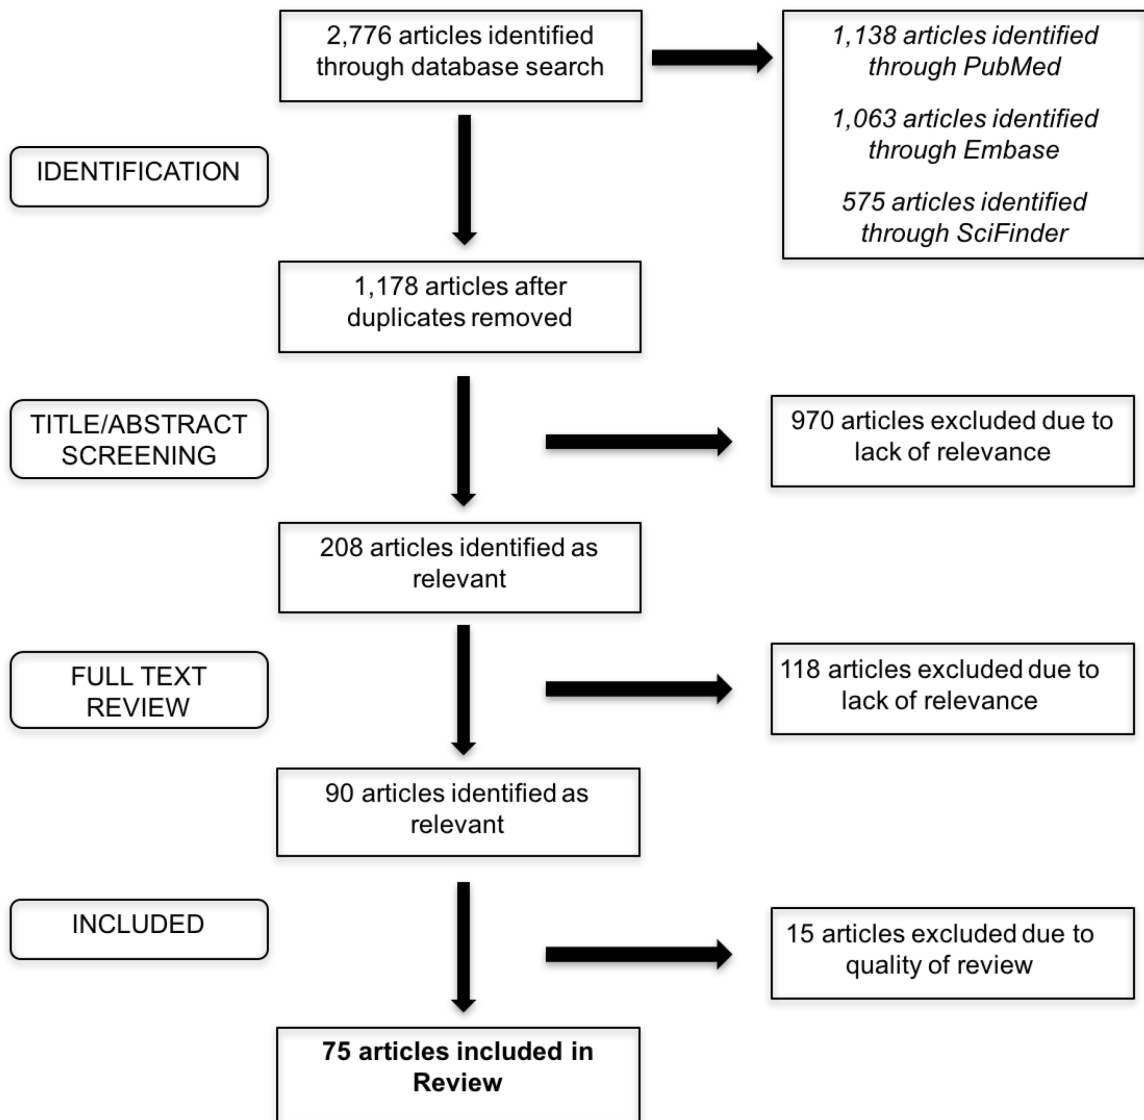 2,776 articles identified
through database search
1,138 articles identified
through PubMed
1,063 articles identified
through Embase
575 articles identified
through SciFinder
IDENTIFICATION
1,178 articles after
duplicates removed
TITLE/ABSTRACT
SCREENING
970 articles excluded due to
lack of relevance
208 articles identified as
relevant
FULL TEXT
REVIEW
118 articles excluded due to
lack of relevance
90 articles identified as
relevant
INCLUDED
15 articles excluded due to
quality of review
75 articles included in
Review